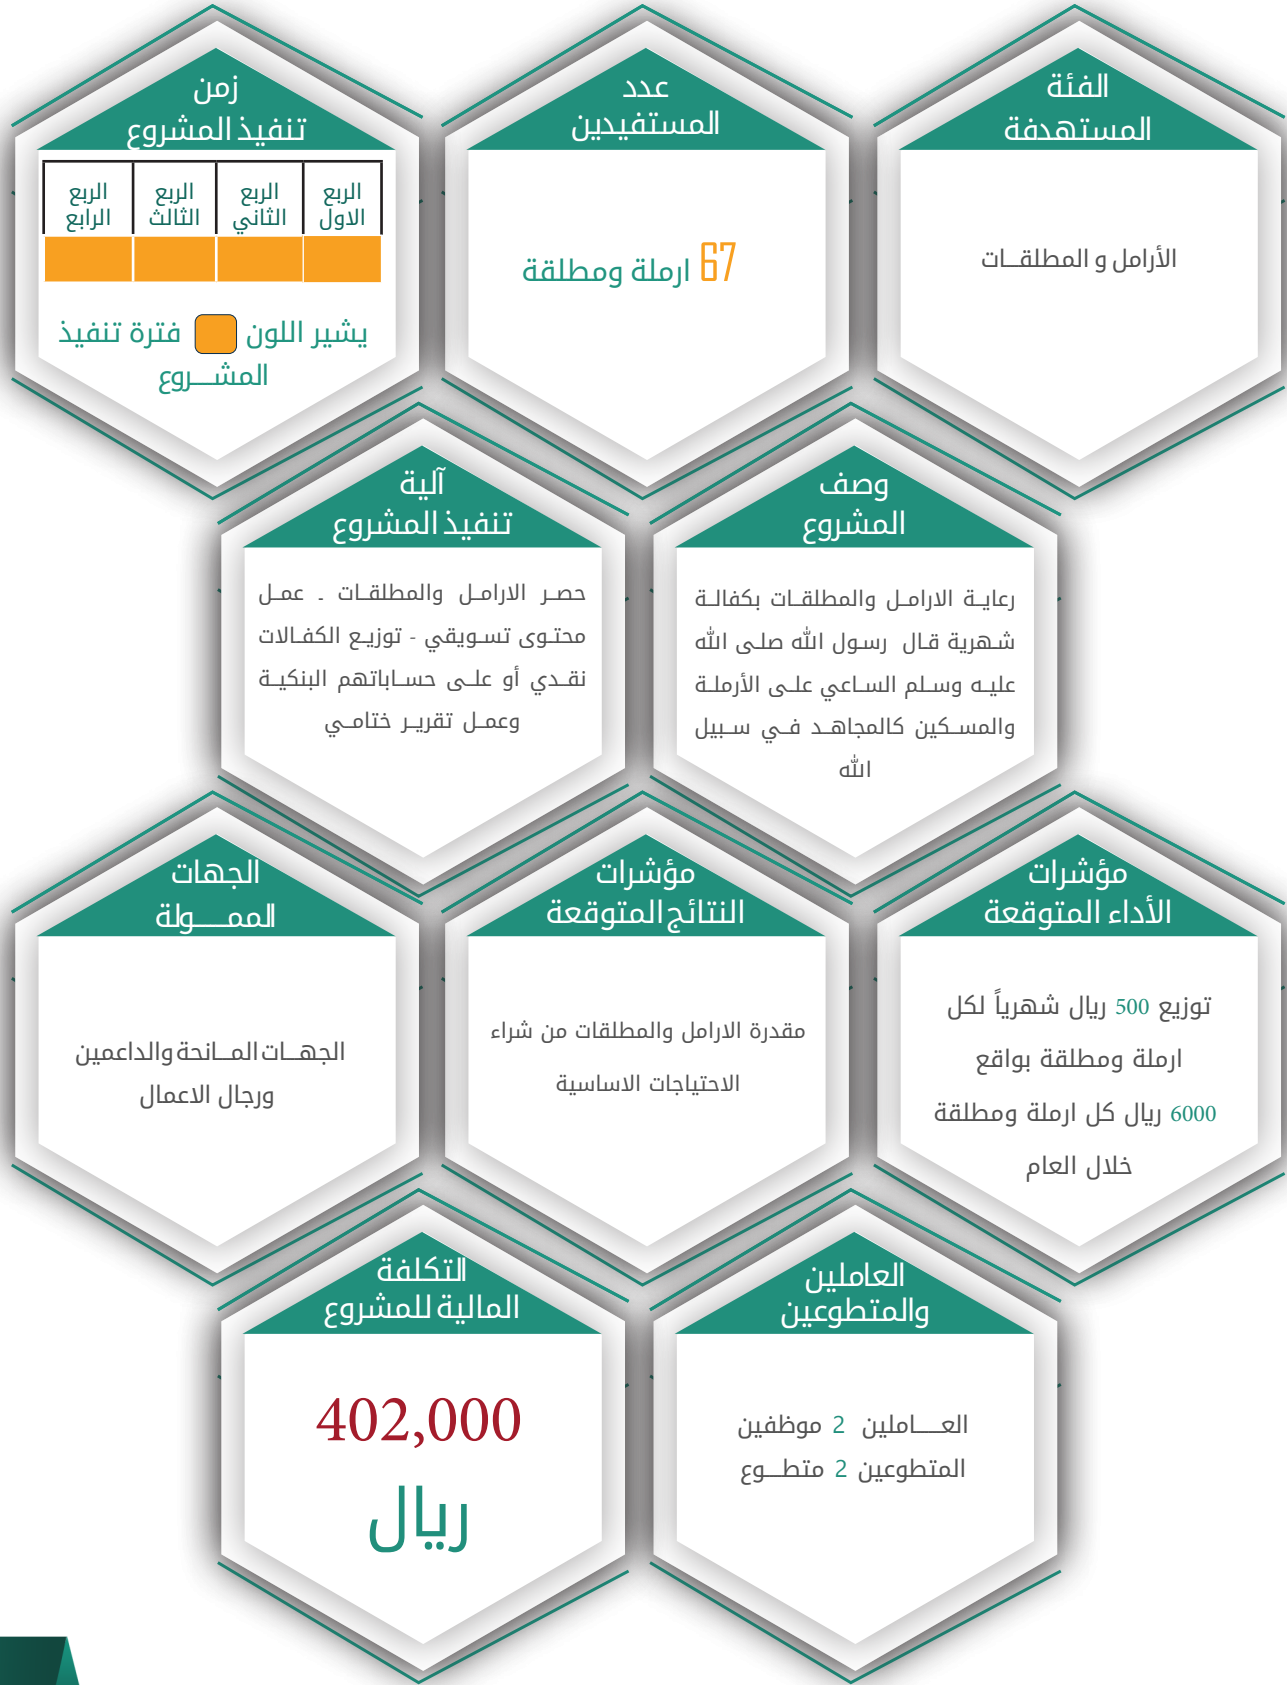 الفئة
المستهدفة
الأرامل و المطلقـــات
عدد
المستفيدين
67 ارملة ومطلقة
زمن
تنفيذ المشروع
الربع الاول
الربع الثاني
الربع الثالث
الربع الرابع
يشير اللون فترة تنفيذ
المشـــروع
وصف
المشروع
رعايـة الارامـل والمطلقـات بكفالـة
شـهرية قـال رسـول الله صلـى الله
عليـه وسـلم السـاعي علـى الأرملـة
والمسـكين كالمجاهـد فـي سـبيل
الله
آلية
تنفيذ المشروع
حصـر الارامـل والمطلقـات ـ عمـل
محتـوى تسـويقي - توزيـع الكفـالات
نقـدي أو علـى حسـاباتهم البنكيـة
وعمـل تقريـر ختامـي
مؤشرات
الأداء المتوقعة
توزيع 500 ريال شهرياً لكل
ارملة ومطلقة بواقع
6000 ريال كل ارملة ومطلقة
خلال العام
مؤشرات
النتائج المتوقعة
مقدرة الارامل والمطلقات من شراء
الاحتياجات الاساسية
الجهات
الممـــولة
الجهـــات المـــانحة والداعمين
ورجال الاعمال
العاملين
والمتطوعين
العـــاملين 2 موظفين
المتطوعين 2 متطـــوع
التكلفة
المالية للمشروع
402,000
ريال